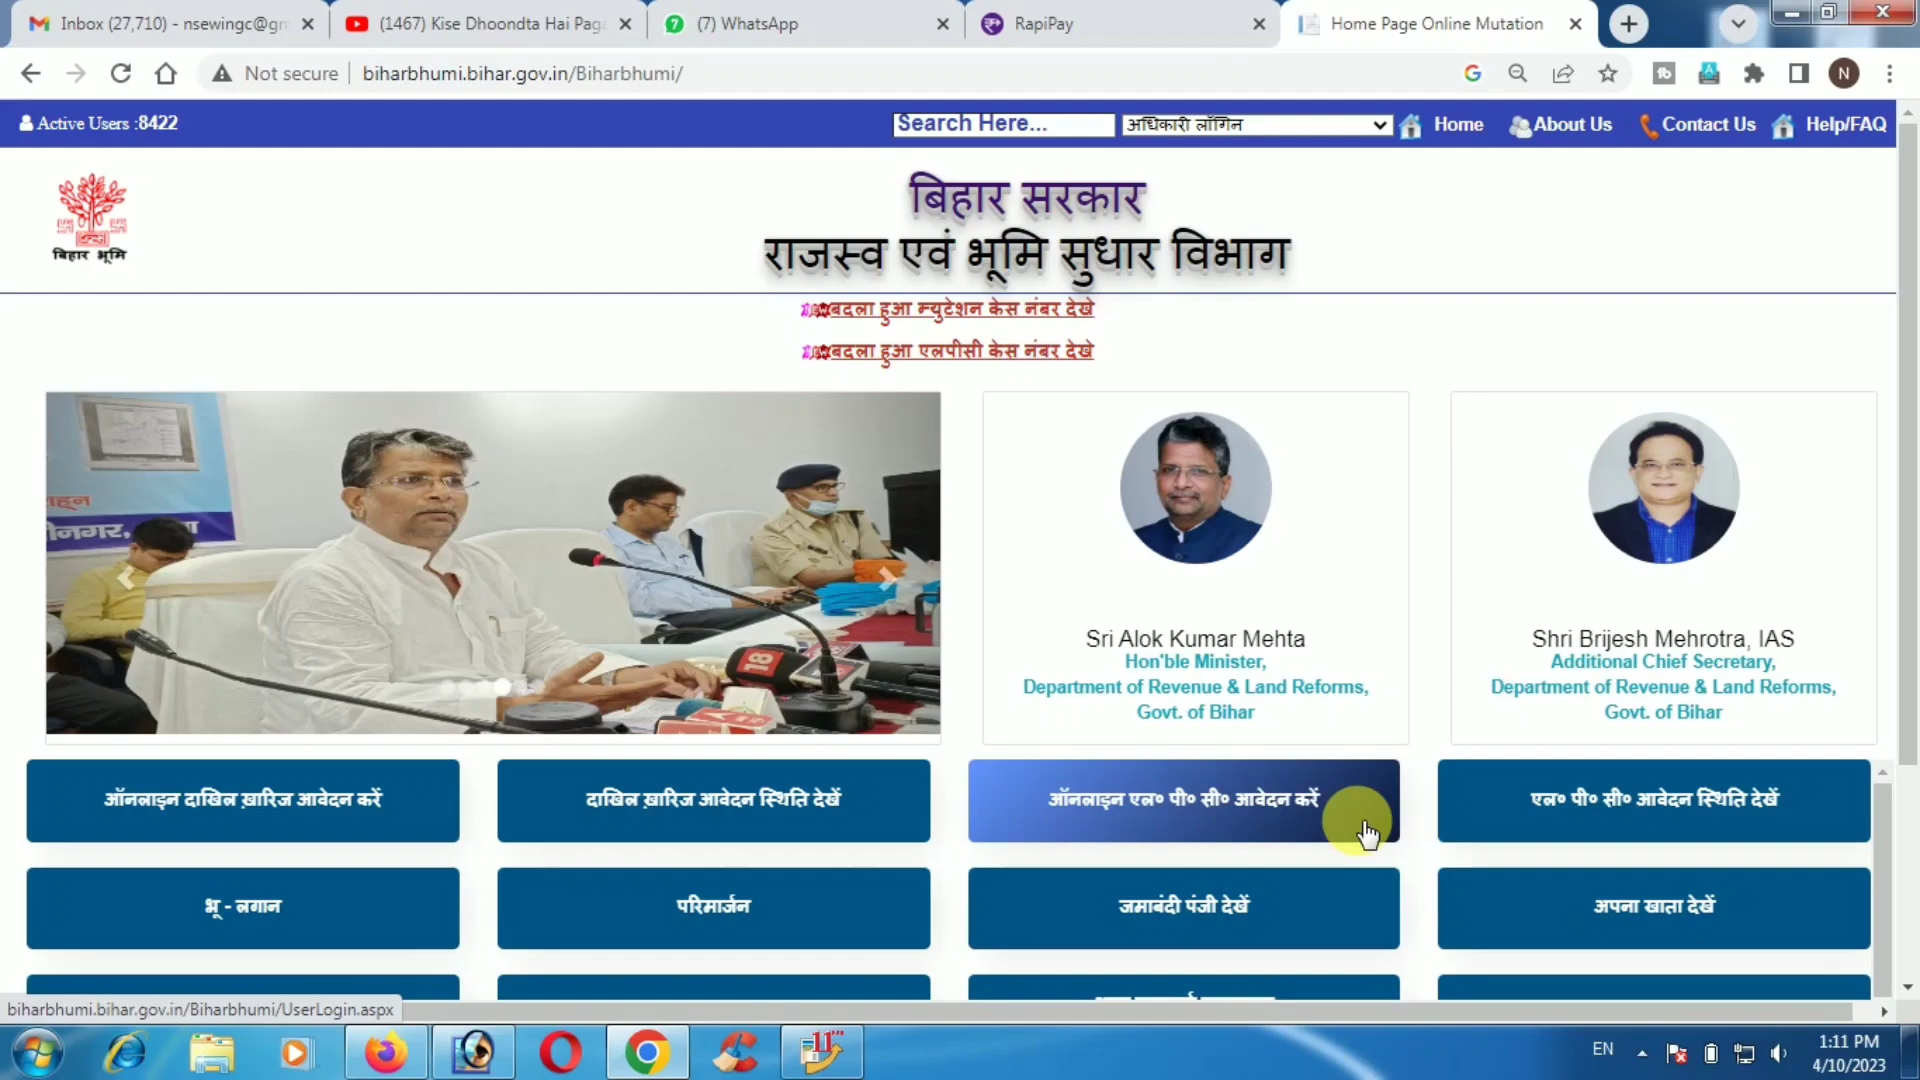 Inbox (27,710) - nsewingc@gm
(1467) Kise Dhoondta Hai Paga
(7) WhatsApp
RapiPay
Home Page Online Mutation
Not secure
biharbhumi.bihar.gov.in/Biharbhumi/
N
Active Users :8422
Search Here...
अधिकारी लॉगिन
Home
About Us
Contact Us
Help/FAQ
बिहार भूमि
बिहार सरकार
राजस्व एवं भूमि सुधार विभाग
बदला हुआ म्युटेशन केस नंबर देखे
बदला हुआ एलपीसी केस नंबर देखे
18
Sri Alok Kumar Mehta
Hon'ble Minister,
Department of Revenue & Land Reforms,
Govt. of Bihar
Shri Brijesh Mehrotra, IAS
Additional Chief Secretary,
Department of Revenue & Land Reforms,
Govt. of Bihar
ऑनलाइन दाखिल ख़ारिज आवेदन करें
दाखिल ख़ारिज आवेदन स्थिति देखें
ऑनलाइन एल० पी० सी० आवेदन करें
एल० पी० सी० आवेदन स्थिति देखें
भू - लगान
परिमार्जन
जमाबंदी पंजी देखें
अपना खाता देखें
biharbhumi.bihar.gov.in/Biharbhumi/UserLogin.aspx
EN
1:11 PM
4/10/2023